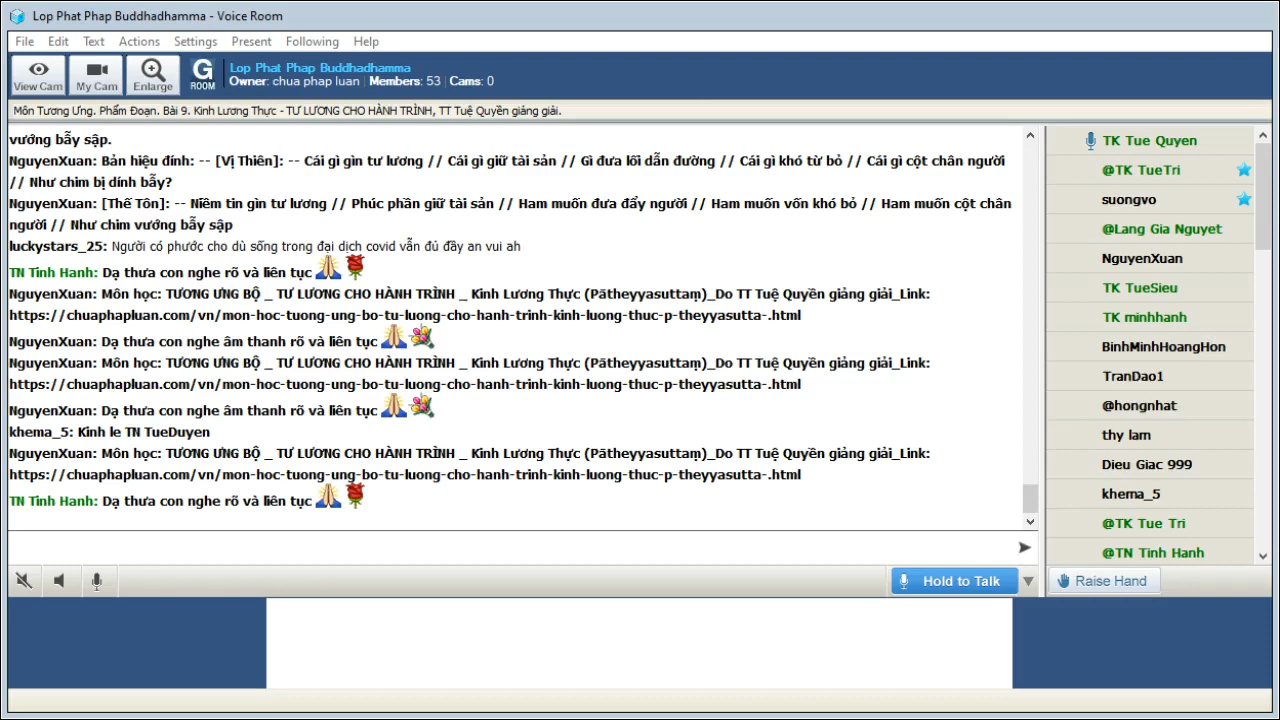 Lop Phat Phap Buddhadhamma - Voice Room
File Edit Text Actions Settings Present Following Help
View Cam My Cam Enlarge G ROOM
Lop Phat Phap Buddhadhamma
Owner: chua phap luan Members: 53 Cams: 0
Môn Tương Ưng. Phẩm Đoạn. Bài 9. Kinh Lương Thực - TƯ LƯƠNG CHO HÀNH TRÌNH, TT Tuệ Quyền giảng giải.
vướng bẫy sập.
NguyenXuan: Bản hiệu đính: -- [Vị Thiên]: -- Cái gì gìn tư lương // Cái gì giữ tài sản // Gì đưa lối dẫn đường // Cái gì khó từ bỏ // Cái gì cột chân người
// Như chim bị dính bẫy?
NguyenXuan: [Thế Tôn]: -- Niềm tin gìn tư lương // Phúc phần giữ tài sản // Ham muốn đưa đẩy người // Ham muốn vốn khó bỏ // Ham muốn cột chân
người // Như chim vướng bẫy sập
luckystars_25: Người có phước cho dù sống trong đại dịch covid vẫn đủ đầy an vui ah
TN Tinh Hanh: Dạ thưa con nghe rõ và liên tục
NguyenXuan: Môn học: TƯƠNG ƯNG BỘ _ TƯ LƯƠNG CHO HÀNH TRÌNH _ Kinh Lương Thực (Pātheyyasuttaṃ)_Do TT Tuệ Quyền giảng giải_Link:
https://chuaphapluan.com/vn/mon-hoc-tuong-ung-bo-tu-luong-cho-hanh-trinh-kinh-luong-thuc-p-theyyasutta-.html
NguyenXuan: Dạ thưa con nghe âm thanh rõ và liên tục
NguyenXuan: Môn học: TƯƠNG ƯNG BỘ _ TƯ LƯƠNG CHO HÀNH TRÌNH _ Kinh Lương Thực (Pātheyyasuttaṃ)_Do TT Tuệ Quyền giảng giải_Link:
https://chuaphapluan.com/vn/mon-hoc-tuong-ung-bo-tu-luong-cho-hanh-trinh-kinh-luong-thuc-p-theyyasutta-.html
NguyenXuan: Dạ thưa con nghe âm thanh rõ và liên tục
khema_5: Kinh le TN TueDuyen
NguyenXuan: Môn học: TƯƠNG ƯNG BỘ _ TƯ LƯƠNG CHO HÀNH TRÌNH _ Kinh Lương Thực (Pātheyyasuttaṃ)_Do TT Tuệ Quyền giảng giải_Link:
https://chuaphapluan.com/vn/mon-hoc-tuong-ung-bo-tu-luong-cho-hanh-trinh-kinh-luong-thuc-p-theyyasutta-.html
TN Tinh Hanh: Dạ thưa con nghe rõ và liên tục
TK Tue Quyen
@TK TueTri
suongvo
@Lang Gia Nguyet
NguyenXuan
TK TueSieu
TK minhhanh
BinhMinhHoangHon
TranDao1
@hongnhat
thy lam
Dieu Giac 999
khema_5
@TK Tue Tri
@TN Tinh Hanh
Hold to Talk
Raise Hand